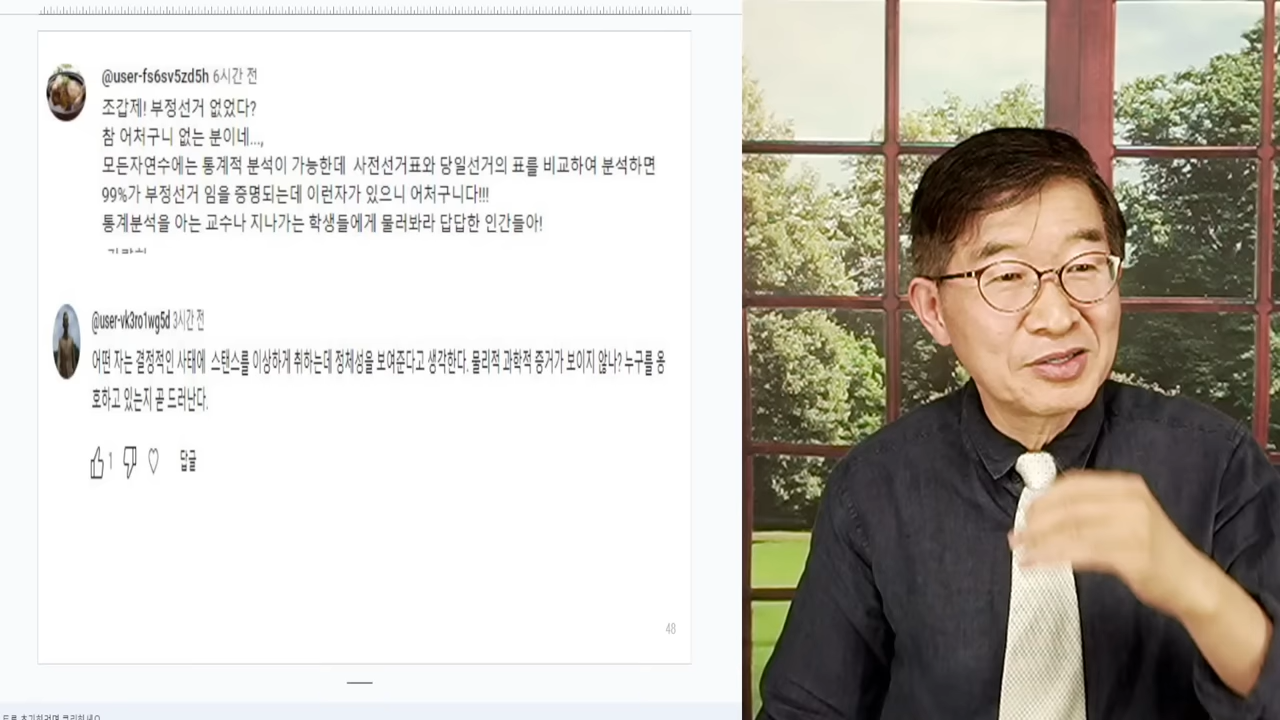 @user-fs6sv5zd5h 6시간 전
조갑제! 부정선거 없었다?
참 어처구니 없는 분이네...,
모든자연수에는 통계적 분석이 가능한데 사전선거표와 당일선거의 표를 비교하여 분석하면
99%가 부정선거 임을 증명되는데 이런자가 있으니 어처구니다!!!
통계분석을 아는 교수나 지나가는 학생들에게 물러봐라 답답한 인간들아!
@user-vk3ro1wg5d 3시간 전
어떤 자는 결정적인 사태에 스탠스를 이상하게 취하는데 정체성을 보여준다고 생각한다. 물리적 과학적 증거가 보이지 않나? 누구를 옹
호하고 있는지 곧 드러난다.
1 답글
48